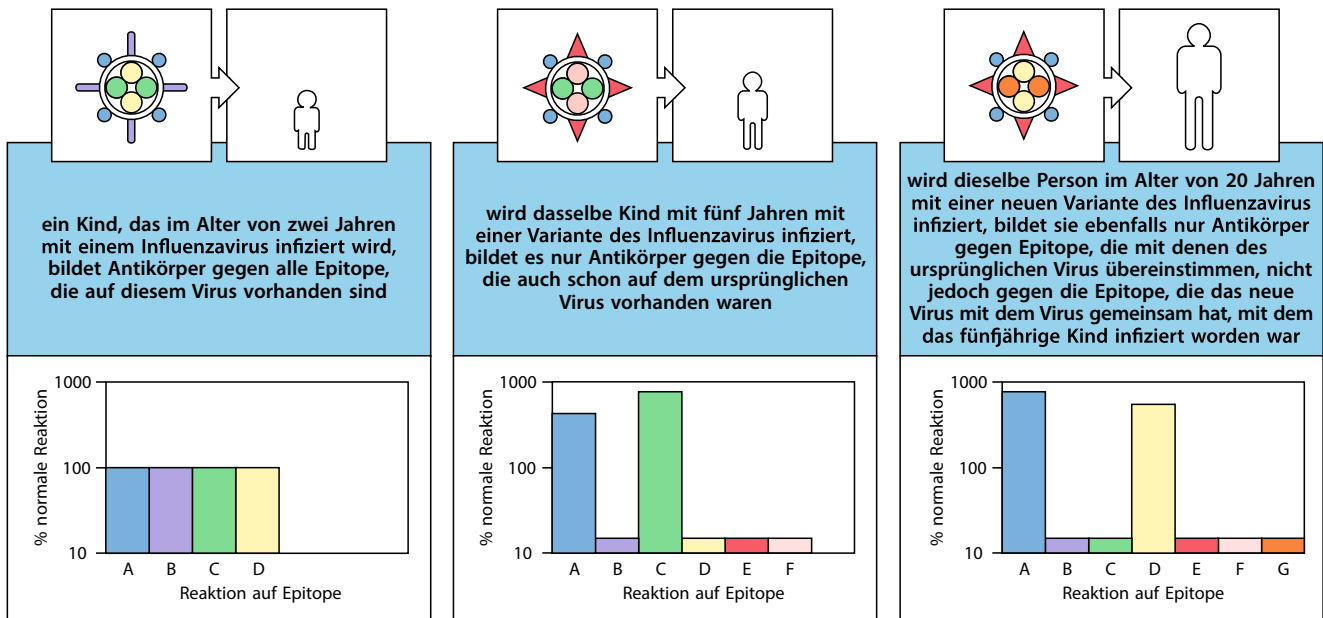 ein Kind, das im Alter von zwei Jahren
mit einem Influenzavirus infiziert wird,
bildet Antikörper gegen alle Epitope,
die auf diesem Virus vorhanden sind
wird dasselbe Kind mit fünf Jahren mit
einer Variante des Influenzavirus infiziert,
bildet es nur Antikörper gegen die Epitope,
die auch schon auf dem ursprünglichen
Virus vorhanden waren
wird dieselbe Person im Alter von 20 Jahren
mit einer neuen Variante des Influenzavirus
infiziert, bildet sie ebenfalls nur Antikörper
gegen Epitope, die mit denen des
ursprünglichen Virus übereinstimmen, nicht
jedoch gegen die Epitope, die das neue
Virus mit dem Virus gemeinsam hat, mit dem
das fünfjährige Kind infiziert worden war
% normale Reaktion
1000
100
10
A B C D
Reaktion auf Epitope
% normale Reaktion
1000
100
10
A B C D E F
Reaktion auf Epitope
% normale Reaktion
1000
100
10
A B C D E F G
Reaktion auf Epitope